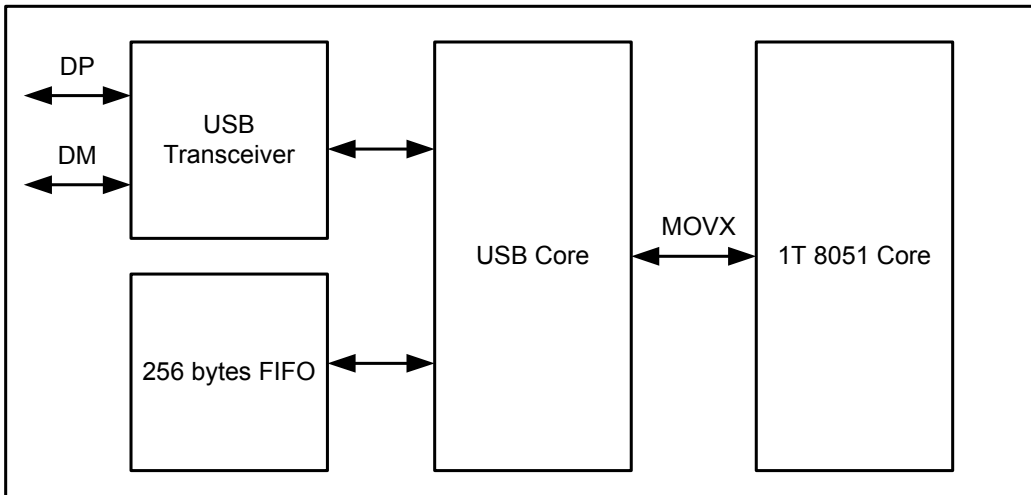 DP
DM
USB
Transceiver
256 bytes FIFO
USB Core
MOVX
1T 8051 Core